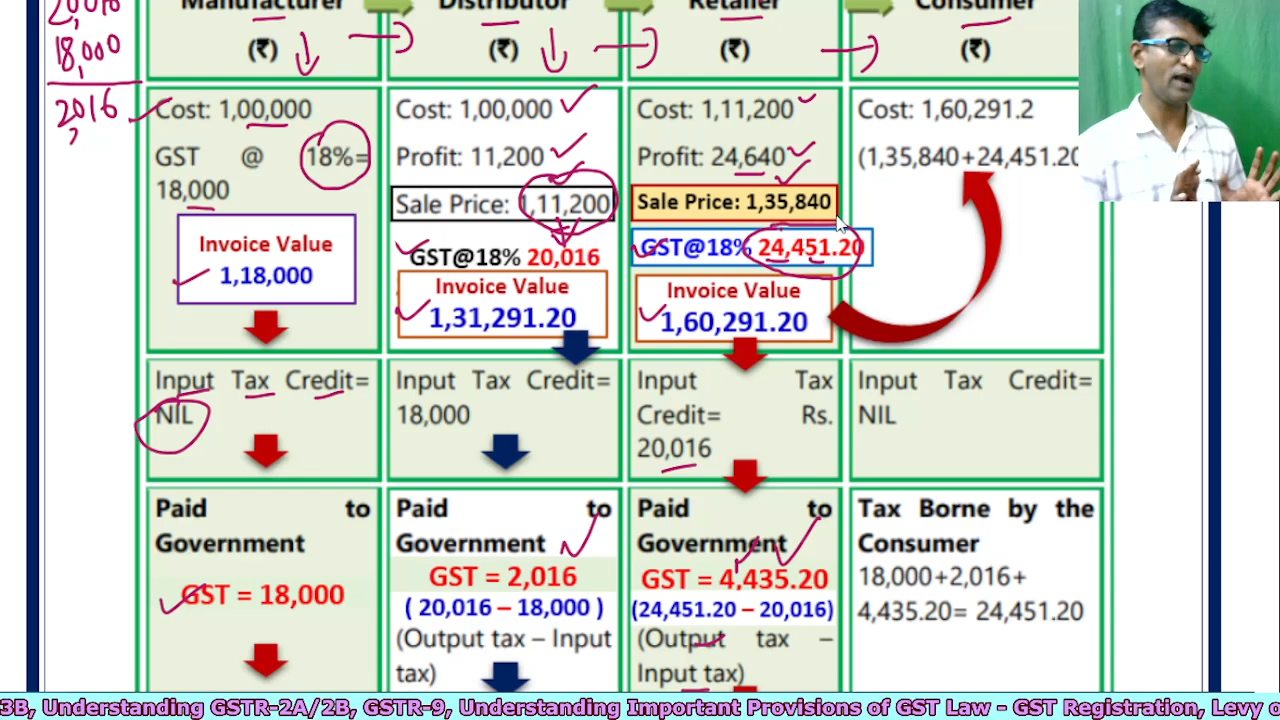 20,016
18,000
2,016
Manufacturer
(₹)
Distributor
(₹)
Retailer
(₹)
Consumer
(₹)
Cost: 1,00,000
GST @ 18%=
18,000
Invoice Value
1,18,000
Cost: 1,00,000
Profit: 11,200
Sale Price: 1,11,200
GST@18% 20,016
Invoice Value
1,31,291.20
Cost: 1,11,200
Profit: 24,640
Sale Price: 1,35,840
GST@18% 24,451.20
Invoice Value
1,60,291.20
Cost: 1,60,291.2
(1,35,840+24,451.20
Input Tax Credit=
NIL
Input Tax Credit=
18,000
Input Tax
Credit= Rs.
20,016
Input Tax Credit=
NIL
Paid to
Government
GST = 18,000
Paid to
Government
GST = 2,016
( 20,016 – 18,000 )
(Output tax – Input
tax)
Paid to
Government
GST = 4,435.20
(24,451.20 – 20,016)
(Output tax –
Input tax)
Tax Borne by the
Consumer
18,000+2,016+
4,435.20= 24,451.20
3B, Understanding GSTR-2A/2B, GSTR-9, Understanding Important Provisions of GST Law - GST Registration, Levy o